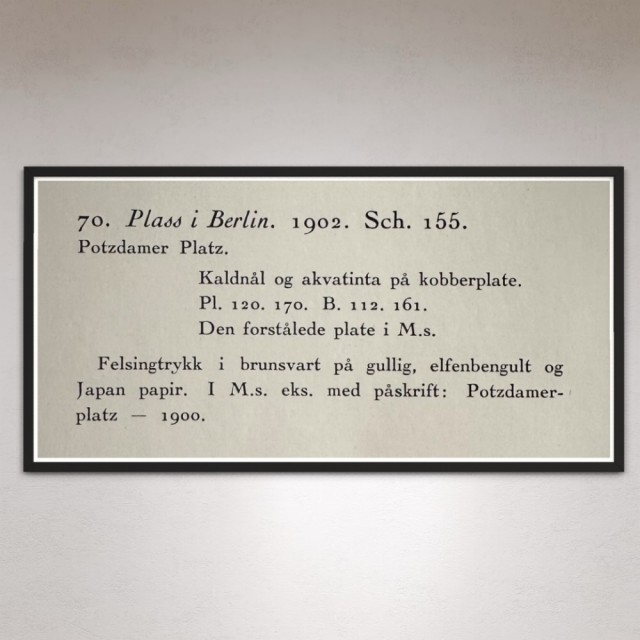 70. Plass i Berlin. 1902. Sch. 155.
Potzdamer Platz.
Kaldnål og akvatinta på kobberplate.
Pl. 120. 170. B. 112. 161.
Den forstålede plate i M.s.
Felsingtrykk i brunsvart på gullig, elfenbengult og
Japan papir. I M.s. eks. med påskrift: Potzdamer-
platz — 1900.